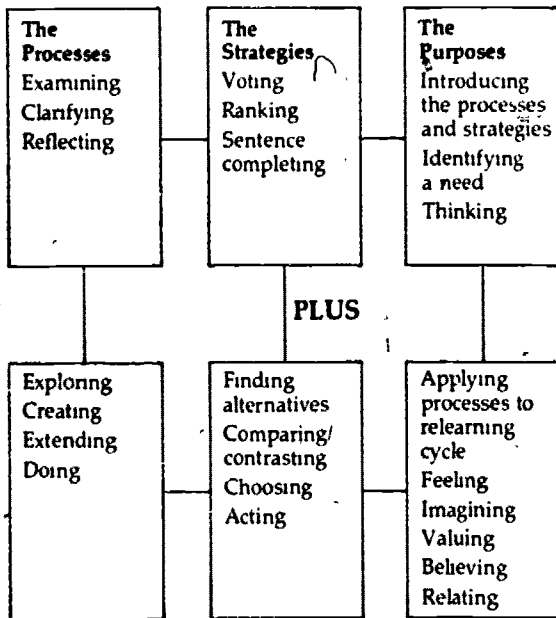 The
Processes
Examining
Clarifying
Reflecting
The
Strategies
Voting
Ranking
Sentence
completing
The
Purposes
Introducing
the processes
and strategies
Identifying
a need
Thinking
PLUS
Exploring
Creating
Extending
Doing
Finding
alternatives
Comparing/
contrasting
Choosing
Acting
Applying
processes to
relearning
cycle
Feeling
Imagining
Valuing
Believing
Relating